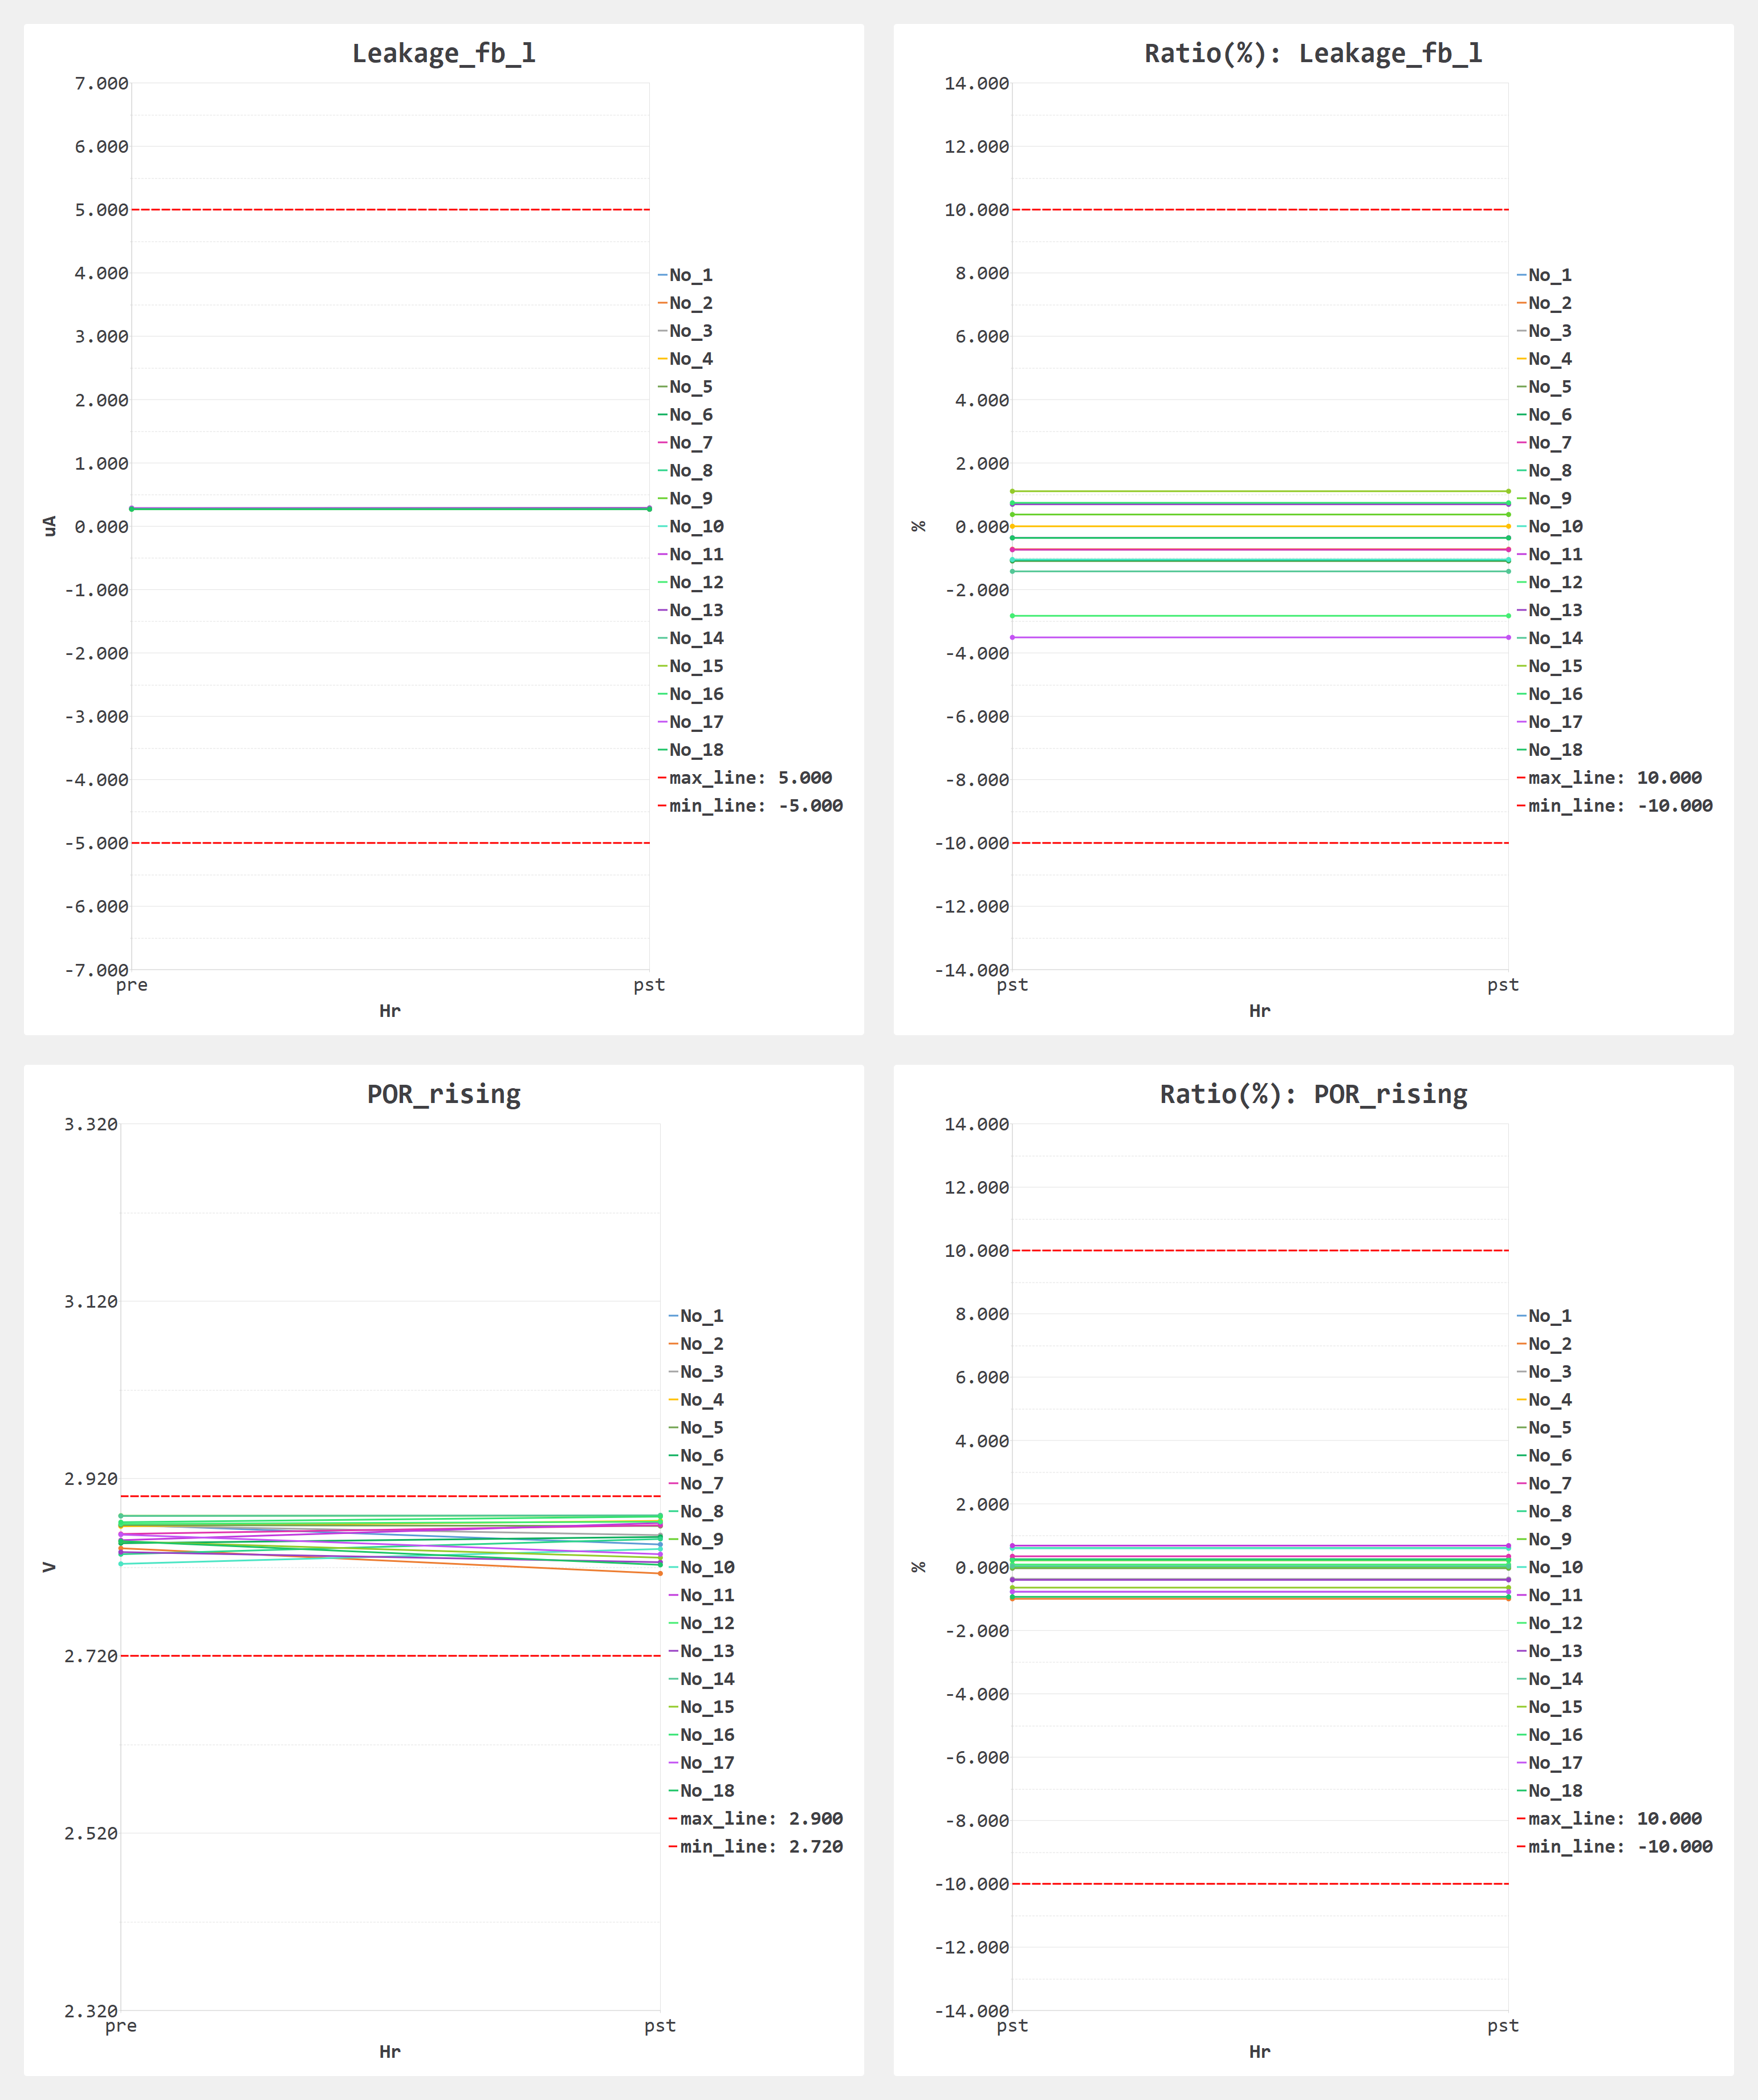 Leakage_fb_l
7.000
6.000
5.000
4.000
3.000
2.000
1.000
0.000
-1.000
-2.000
-3.000
-4.000
-5.000
-6.000
-7.000
uA
pre
pst
Hr
No_1
No_2
No_3
No_4
No_5
No_6
No_7
No_8
No_9
No_10
No_11
No_12
No_13
No_14
No_15
No_16
No_17
No_18
max_line: 5.000
min_line: -5.000
Ratio(%): Leakage_fb_l
14.000
12.000
10.000
8.000
6.000
4.000
2.000
0.000
-2.000
-4.000
-6.000
-8.000
-10.000
-12.000
-14.000
%
pst
pst
Hr
No_1
No_2
No_3
No_4
No_5
No_6
No_7
No_8
No_9
No_10
No_11
No_12
No_13
No_14
No_15
No_16
No_17
No_18
max_line: 10.000
min_line: -10.000
POR_rising
3.320
3.120
2.920
2.720
2.520
2.320
V
pre
pst
Hr
No_1
No_2
No_3
No_4
No_5
No_6
No_7
No_8
No_9
No_10
No_11
No_12
No_13
No_14
No_15
No_16
No_17
No_18
max_line: 2.900
min_line: 2.720
Ratio(%): POR_rising
14.000
12.000
10.000
8.000
6.000
4.000
2.000
0.000
-2.000
-4.000
-6.000
-8.000
-10.000
-12.000
-14.000
%
pst
pst
Hr
No_1
No_2
No_3
No_4
No_5
No_6
No_7
No_8
No_9
No_10
No_11
No_12
No_13
No_14
No_15
No_16
No_17
No_18
max_line: 10.000
min_line: -10.000